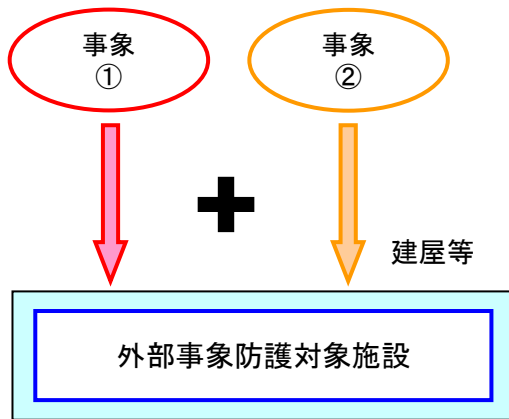 事象
①
事象
②
建屋等
外部事象防護対象施設